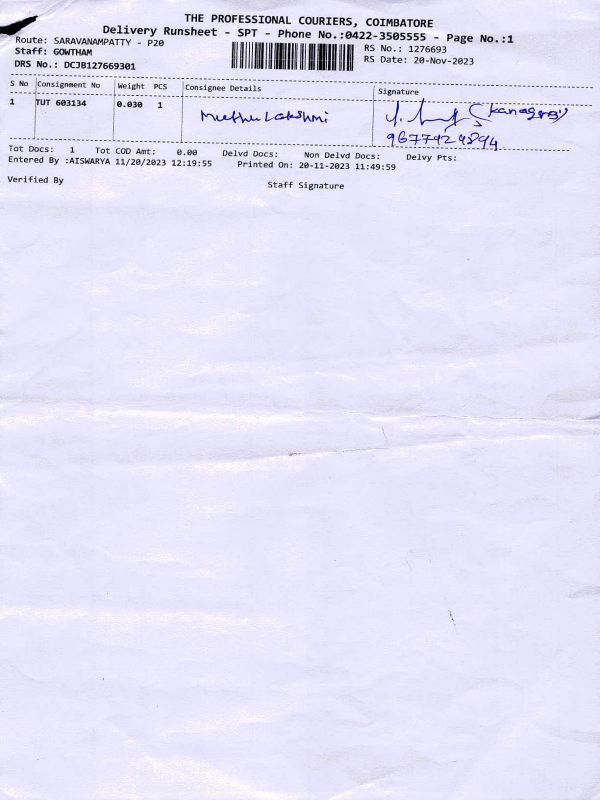 THE PROFESSIONAL COURIERS, COIMBATORE
Delivery Runsheet - SPT - Phone No.:0422-3505555 - Page No.:1
Route: SARAVANAMPATTY - P20
RS No.: 1276693
Staff: GOWTHAM
RS Date: 20-Nov-2023
DRS No.: DCJB127669301
S No Consignment No Weight PCS Consignee Details Signature
1 TUT 603134 0.030 1 Muthu Lakshmi
9677429894
Tot Docs: 1 Tot COD Amt: 0.00 Delvd Docs: Non Delvd Docs: Delvy Pts:
Entered By :AISWARYA 11/20/2023 12:19:55 Printed On: 20-11-2023 11:49:59
Verified By Staff Signature